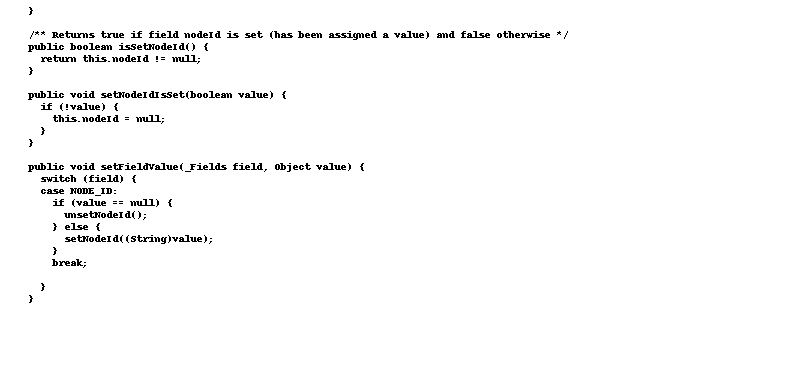 }

/** Returns true if field nodeId is set (has been assigned a value) and false otherwise */
public boolean isSetNodeId() {
  return this.nodeId != null;
}

public void setNodeIdIsSet(boolean value) {
  if (!value) {
    this.nodeId = null;
  }
}

public void setFieldValue(_Fields field, Object value) {
  switch (field) {
  case NODE_ID:
    if (value == null) {
      unsetNodeId();
    } else {
      setNodeId((String)value);
    }
    break;

  }
}